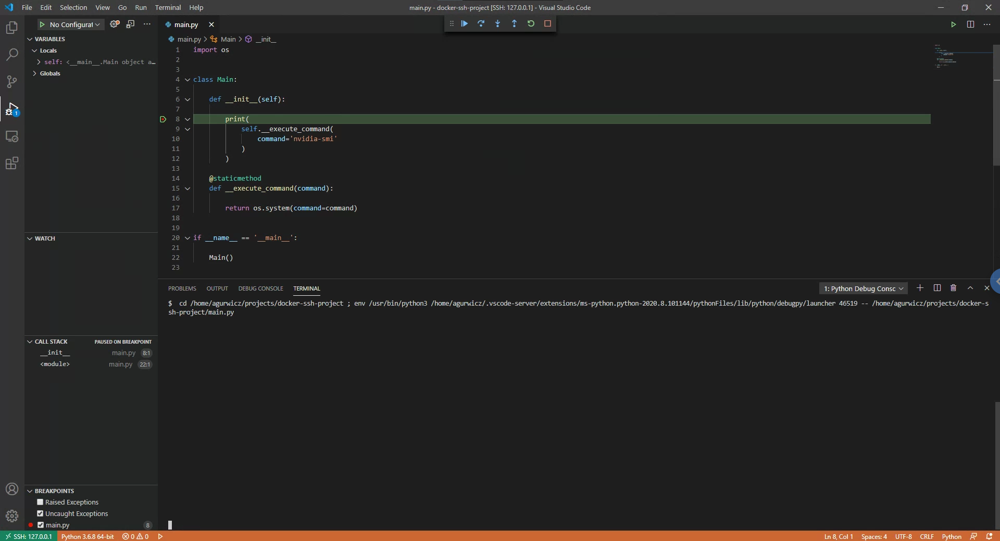 File Edit Selection View Go Run Terminal Help
main.py - docker-ssh-project [SSH: 127.0.0.1] - Visual Studio Code
No Configurat
main.py
VARIABLES
Locals
self: <__main__.Main object a…
Globals
main.py > Main > __init__
1 import os
2
3
4 class Main:
5
6 def __init__(self):
7
8 print(
9 self.__execute_command(
10 command='nvidia-smi'
11 )
12 )
13
14 @staticmethod
15 def __execute_command(command):
16
17 return os.system(command=command)
18
19
20 if __name__ == '__main__':
21
22 Main()
23
1
WATCH
CALL STACK PAUSED ON BREAKPOINT
__init__ main.py 8:1
<module> main.py 22:1
BREAKPOINTS
Raised Exceptions
Uncaught Exceptions
main.py 8
PROBLEMS OUTPUT DEBUG CONSOLE TERMINAL
1: Python Debug Consc
$ cd /home/agurwicz/projects/docker-ssh-project ; env /usr/bin/python3 /home/agurwicz/.vscode-server/extensions/ms-python.python-2020.8.101144/pythonFiles/lib/python/debugpy/launcher 46519 -- /home/agurwicz/projects/docker-s
sh-project/main.py
SSH: 127.0.0.1 Python 3.6.8 64-bit 0 0
Ln 8, Col 1 Spaces: 4 UTF-8 CRLF Python